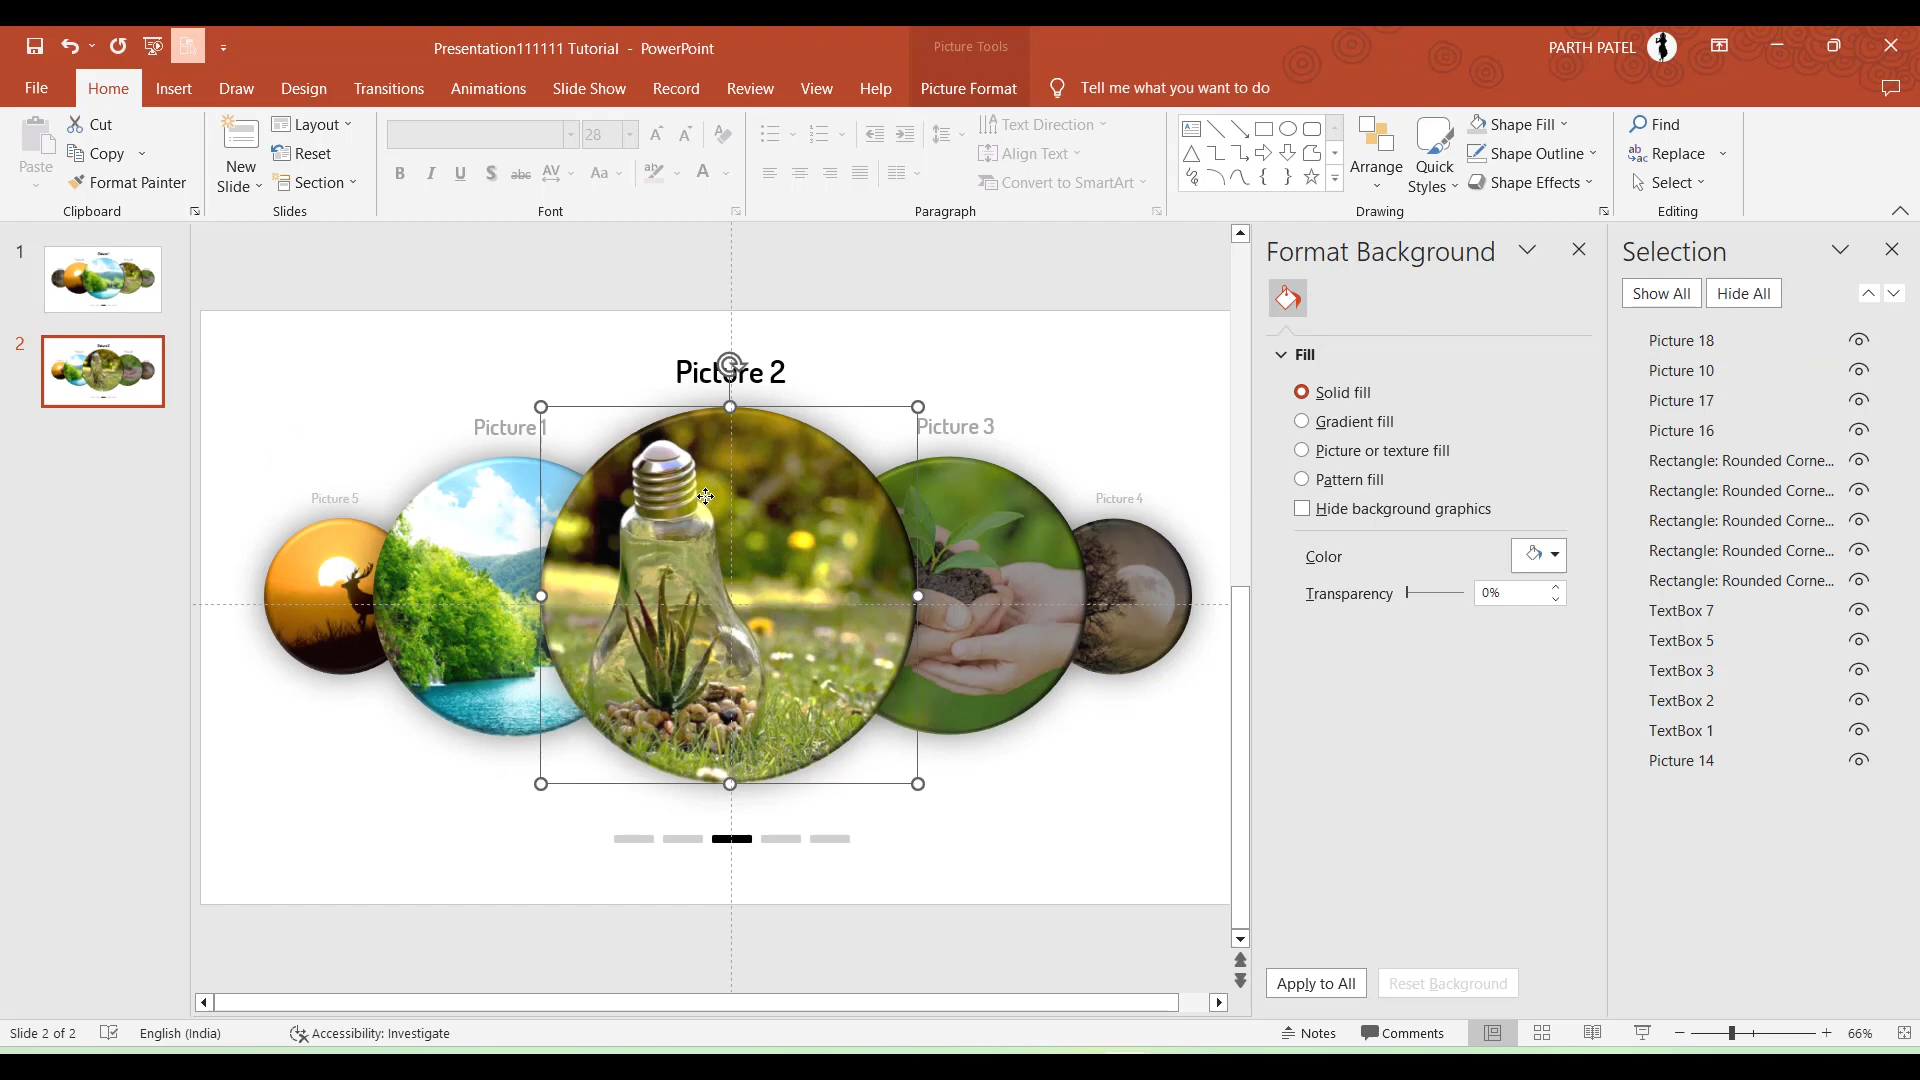 Presentation111111 Tutorial - PowerPoint
Picture Tools
PARTH PATEL
File
Home
Insert
Draw
Design
Transitions
Animations
Slide Show
Record
Review
View
Help
Picture Format
Tell me what you want to do
Paste
Cut
Copy
Format Painter
Clipboard
New Slide
Layout
Reset
Section
Slides
28
Font
Text Direction
Align Text
Convert to SmartArt
Paragraph
Arrange
Quick Styles
Shape Fill
Shape Outline
Shape Effects
Drawing
Find
Replace
Select
Editing
1
2
Picture 2
Picture 1
Picture 3
Picture 5
Picture 4
Format Background
Fill
Solid fill
Gradient fill
Picture or texture fill
Pattern fill
Hide background graphics
Color
Transparency
0%
Apply to All
Reset Background
Selection
Show All
Hide All
Picture 18
Picture 10
Picture 17
Picture 16
Rectangle: Rounded Corne...
Rectangle: Rounded Corne...
Rectangle: Rounded Corne...
Rectangle: Rounded Corne...
Rectangle: Rounded Corne...
TextBox 7
TextBox 5
TextBox 3
TextBox 2
TextBox 1
Picture 14
Slide 2 of 2
English (India)
Accessibility: Investigate
Notes
Comments
66%